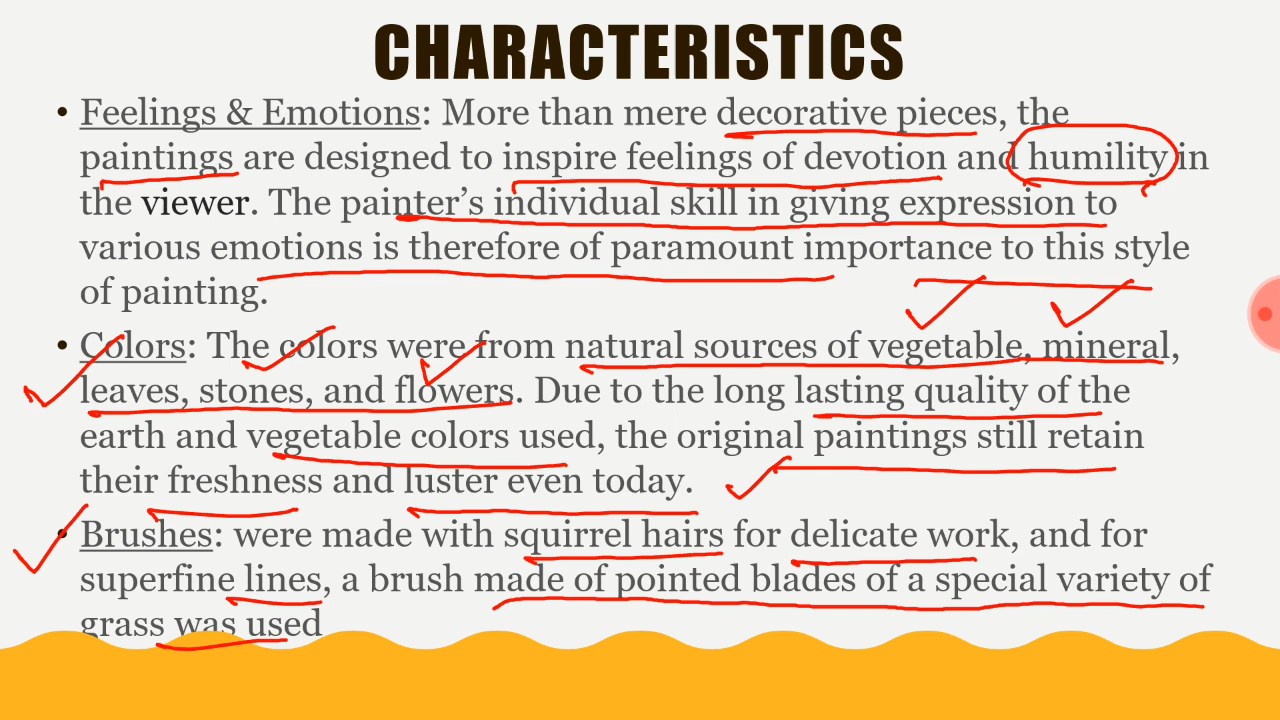 CHARACTERISTICS
• Feelings & Emotions: More than mere decorative pieces, the
paintings are designed to inspire feelings of devotion and humility in
the viewer. The painter’s individual skill in giving expression to
various emotions is therefore of paramount importance to this style
of painting.
• Colors: The colors were from natural sources of vegetable, mineral,
leaves, stones, and flowers. Due to the long lasting quality of the
earth and vegetable colors used, the original paintings still retain
their freshness and luster even today.
• Brushes: were made with squirrel hairs for delicate work, and for
superfine lines, a brush made of pointed blades of a special variety of
grass was used